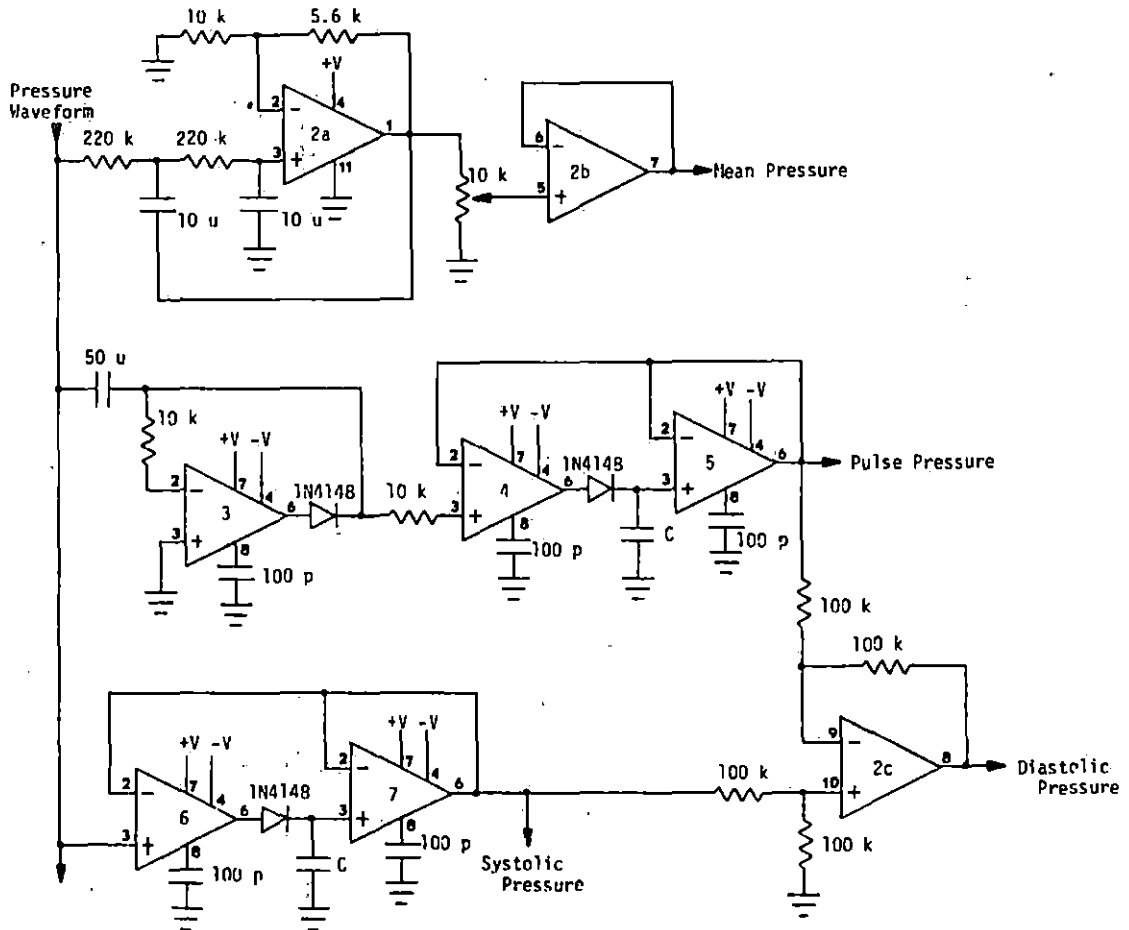 10 k
5.6 k
+V
Pressure
Waveform
2
4
220 k
220 k
2a
1
3
11
10 k
10 u
10 u
6
2b
7
5
Mean Pressure
50 u
10 k
+V
-V
2
7
4
3
6
3
8
100 p
1N4148
10 k
+V
-V
2
7
4
4
6
3
8
100 p
1N4148
C
+V
-V
2
7
4
5
6
3
8
100 p
Pulse Pressure
100 k
100 k
+V
-V
2
7
4
6
6
3
8
100 p
1N4148
C
+V
-V
2
7
4
7
6
3
8
100 p
Systolic
Pressure
100 k
100 k
9
2c
8
10
Diastolic
Pressure